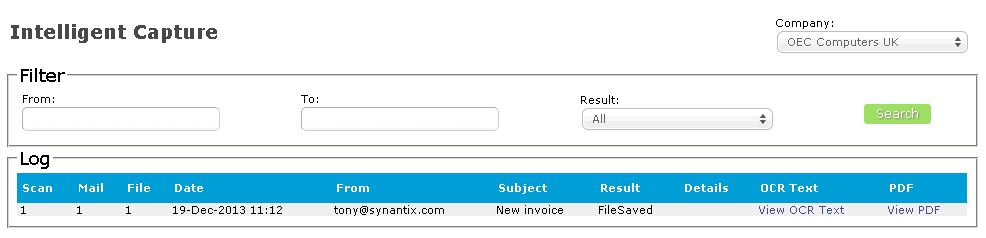 Intelligent Capture
Company:
OEC Computers UK
Filter
From:
To:
Result:
All
Search
Log
Scan Mail File Date From Subject Result Details OCR Text PDF
1 1 1 19-Dec-2013 11:12 tony@synantix.com New invoice FileSaved View OCR Text View PDF